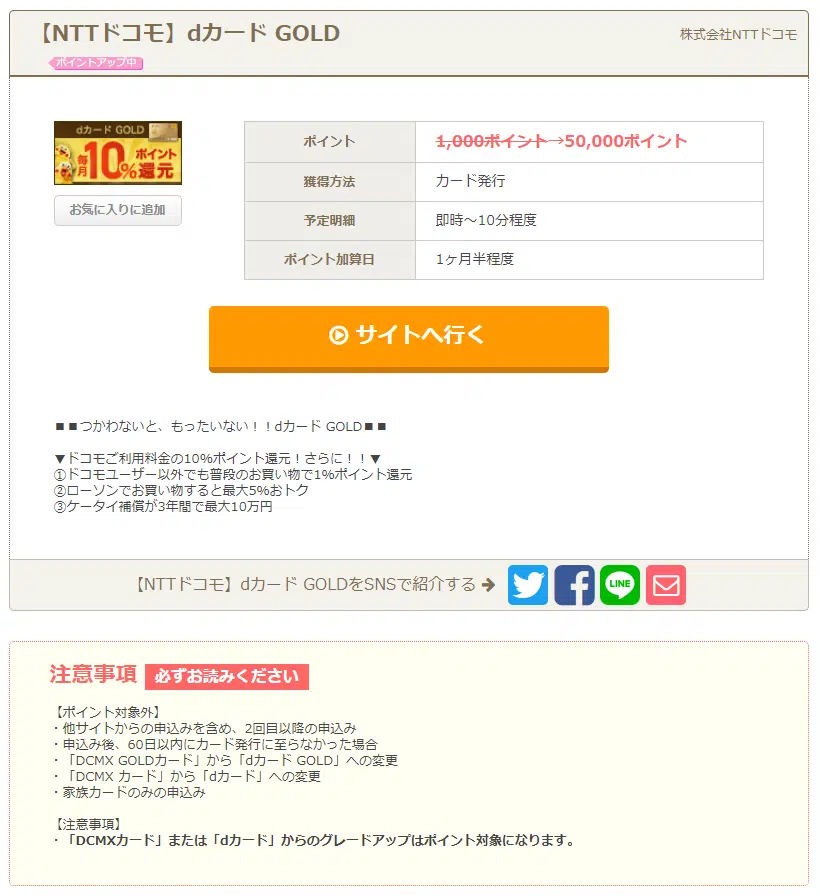 【NTTドコモ】dカード GOLD
株式会社NTTドコモ
ポイントアップ中
dカード GOLD
毎月10%ポイント還元
お気に入りに追加
ポイント 1,000ポイント→50,000ポイント
獲得方法 カード発行
予定明細 即時～10分程度
ポイント加算日 1ヶ月半程度
サイトへ行く
■■つかわないと、もったいない！！dカード GOLD■■
▼ドコモご利用料金の10%ポイント還元！さらに！！▼
①ドコモユーザー以外でも普段のお買い物で1%ポイント還元
②ローソンでお買い物すると最大5%おトク
③ケータイ補償が3年間で最大10万円
【NTTドコモ】dカード GOLDをSNSで紹介する
LINE
注意事項 必ずお読みください
【ポイント対象外】
・他サイトからの申込みを含め、2回目以降の申込み
・申込み後、60日以内にカード発行に至らなかった場合
・「DCMX GOLDカード」から「dカード GOLD」への変更
・「DCMX カード」から「dカード」への変更
・家族カードのみの申込み
【注意事項】
・「DCMXカード」または「dカード」からのグレードアップはポイント対象になります。